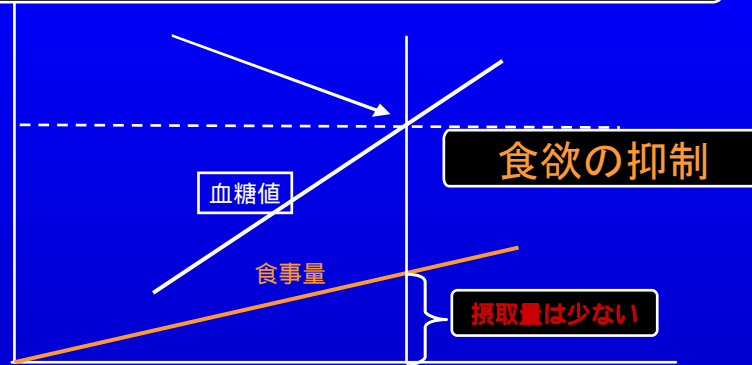 食欲の抑制
血糖値
食事量
摂取量は少ない